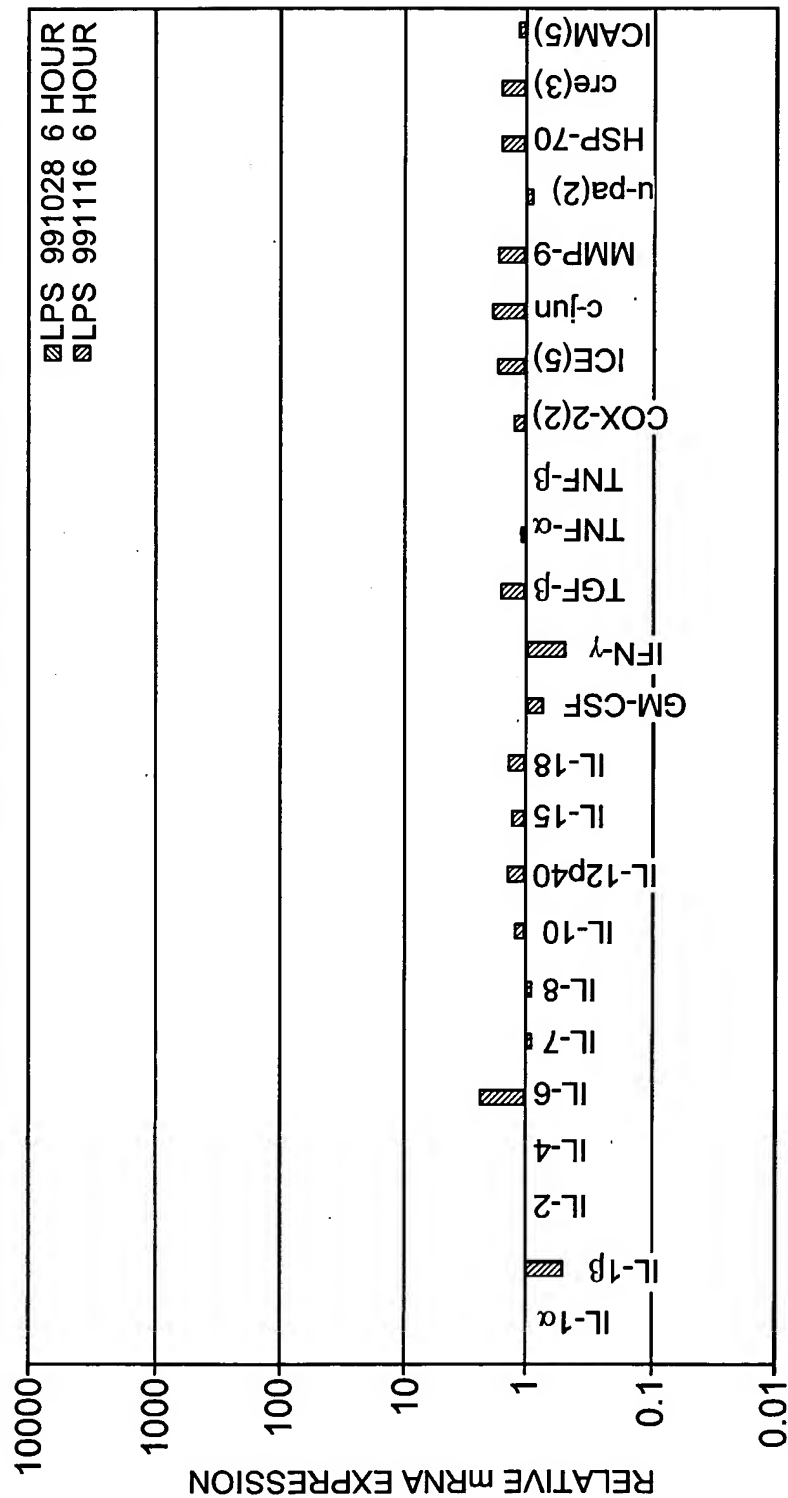 LPS 991028 6 HOUR
LPS 991116 6 HOUR
RELATIVE mRNA EXPRESSION
10000
1000
100
10
1
0.1
0.01
IL-1α
IL-1β
IL-2
IL-4
IL-6
IL-7
IL-8
IL-10
IL-12p40
IL-15
IL-18
GM-CSF
IFN-γ
TGF-β
TNF-α
TNF-β
COX-2(2)
ICE(5)
c-jun
MMP-9
u-pa(2)
HSP-70
cre(3)
ICAM(5)